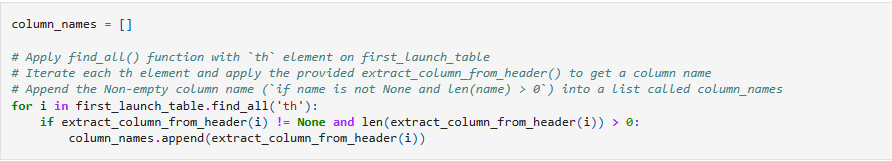 column_names = []
# Apply find_all() function with `th` element on first_launch_table
# Iterate each th element and apply the provided extract_column_from_header() to get a column name
# Append the Non-empty column name (`if name is not None and len(name) > 0`) into a list called column_names
for i in first_launch_table.find_all('th'):
    if extract_column_from_header(i) != None and len(extract_column_from_header(i)) > 0:
        column_names.append(extract_column_from_header(i))